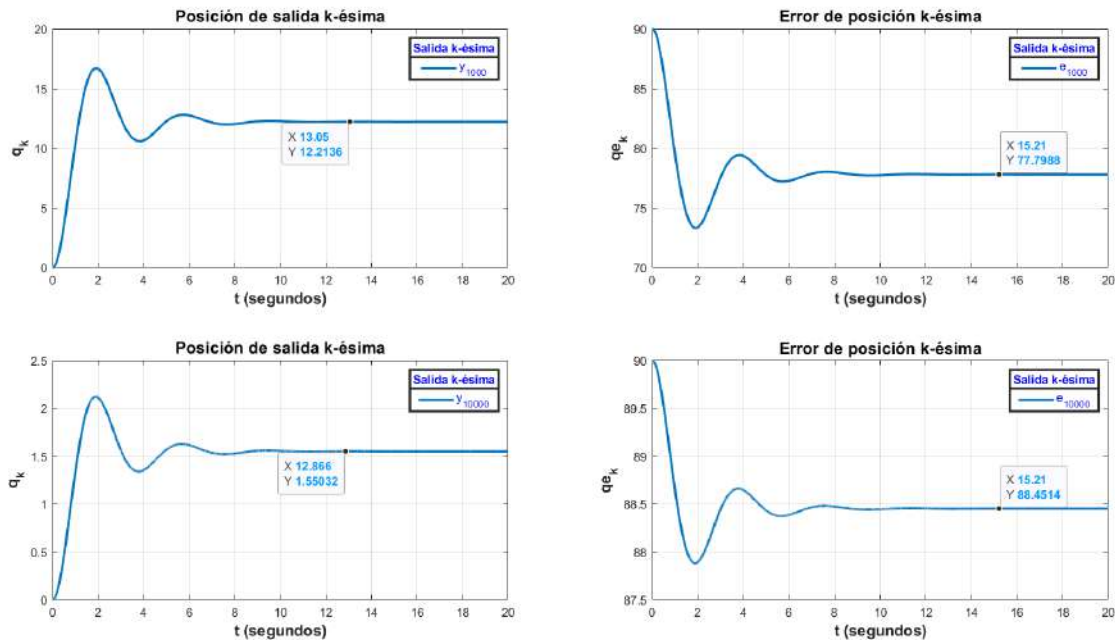 Posición de salida k-ésima
20
15
10
5
0
q_k
Salida k-ésima
y_1000
X 13.05
Y 12.2136
0 2 4 6 8 10 12 14 16 18 20
t (segundos)
Error de posición k-ésima
90
85
80
75
70
qe_k
Salida k-ésima
e_1000
X 15.21
Y 77.7988
0 2 4 6 8 10 12 14 16 18 20
t (segundos)
Posición de salida k-ésima
2.5
2
1.5
1
0.5
0
q_k
Salida k-ésima
y_10000
X 12.866
Y 1.55032
0 2 4 6 8 10 12 14 16 18 20
t (segundos)
Error de posición k-ésima
90
89.5
89
88.5
88
87.5
qe_k
Salida k-ésima
e_10000
X 15.21
Y 88.4514
0 2 4 6 8 10 12 14 16 18 20
t (segundos)